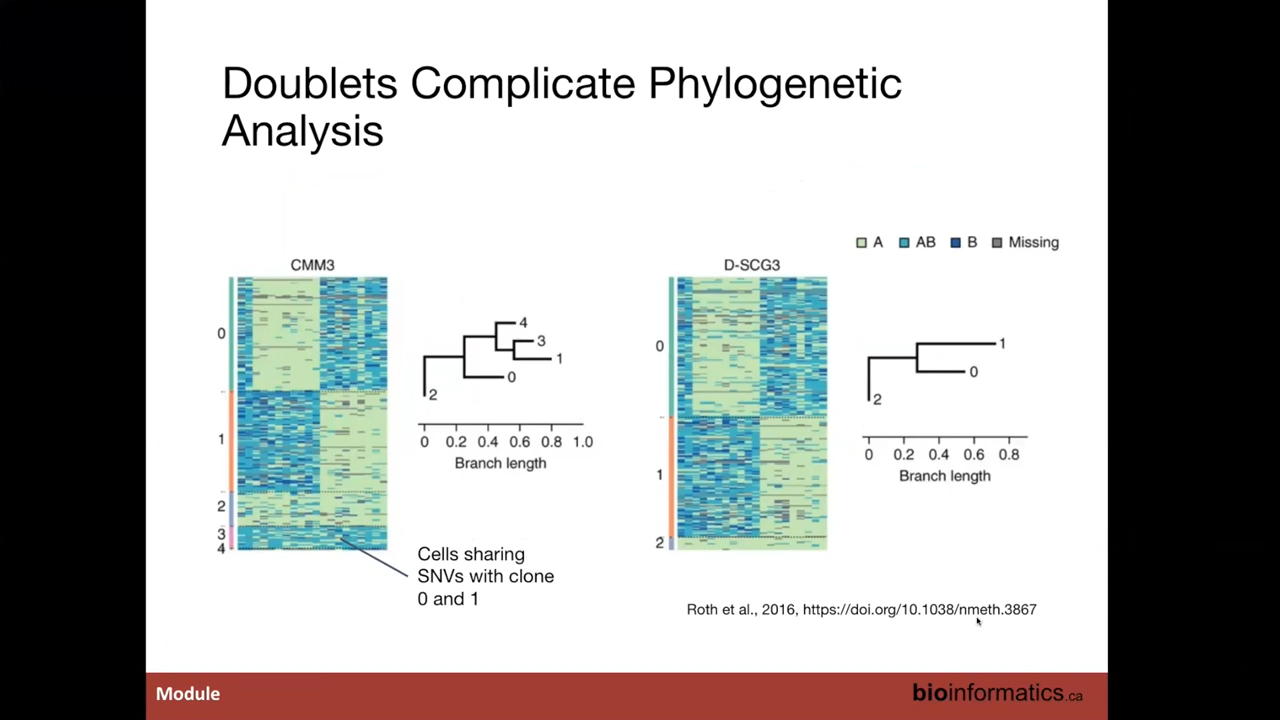 Doublets Complicate Phylogenetic
Analysis
A AB B Missing
CMM3
0
1
2
3
4
4
3
1
0
2
0 0.2 0.4 0.6 0.8 1.0
Branch length
Cells sharing
SNVs with clone
0 and 1
D-SCG3
0
1
2
1
0
2
0 0.2 0.4 0.6 0.8
Branch length
Roth et al., 2016, https://doi.org/10.1038/nmeth.3867
Module
bioinformatics.ca